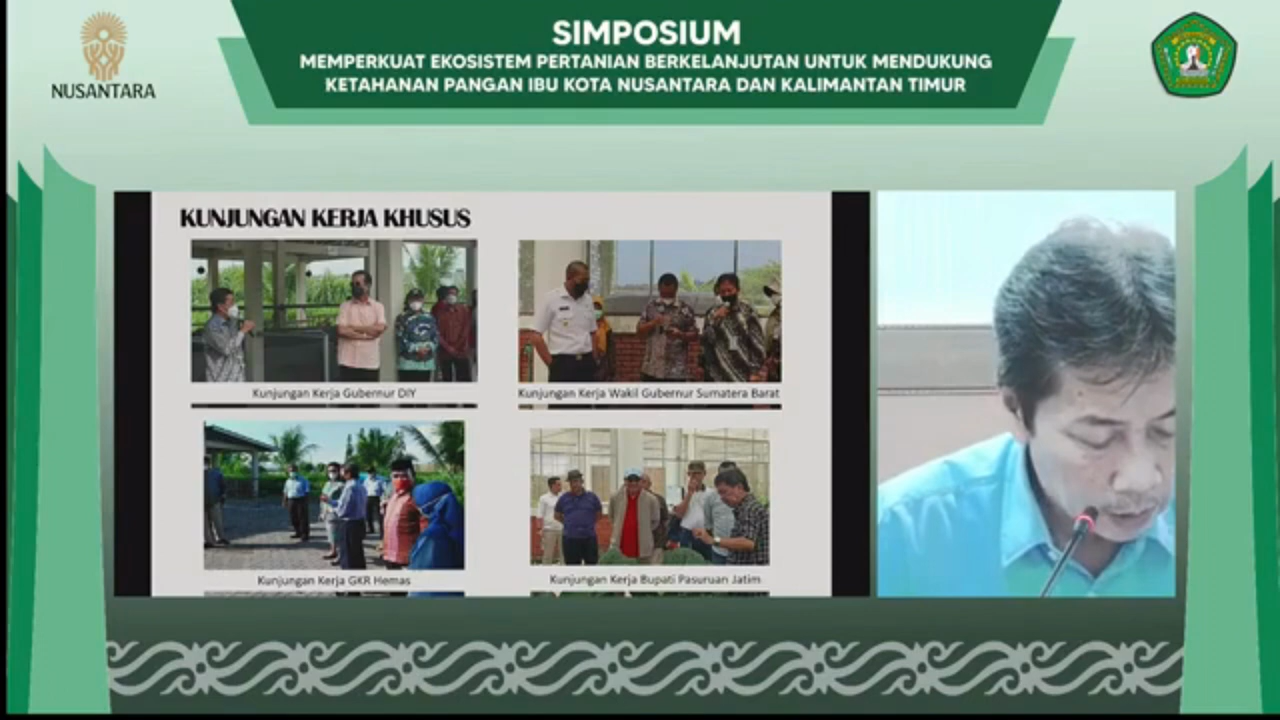 SIMPOSIUM
MEMPERKUAT EKOSISTEM PERTANIAN BERKELANJUTAN UNTUK MENDUKUNG
KETAHANAN PANGAN IBU KOTA NUSANTARA DAN KALIMANTAN TIMUR
NUSANTARA
KUNJUNGAN KERJA KHUSUS
Kunjungan Kerja Gubernur DIY
Kunjungan Kerja Wakil Gubernur Sumatera Barat
Kunjungan Kerja GKR Hemas
Kunjungan Kerja Bupati Pasuruan Jatim